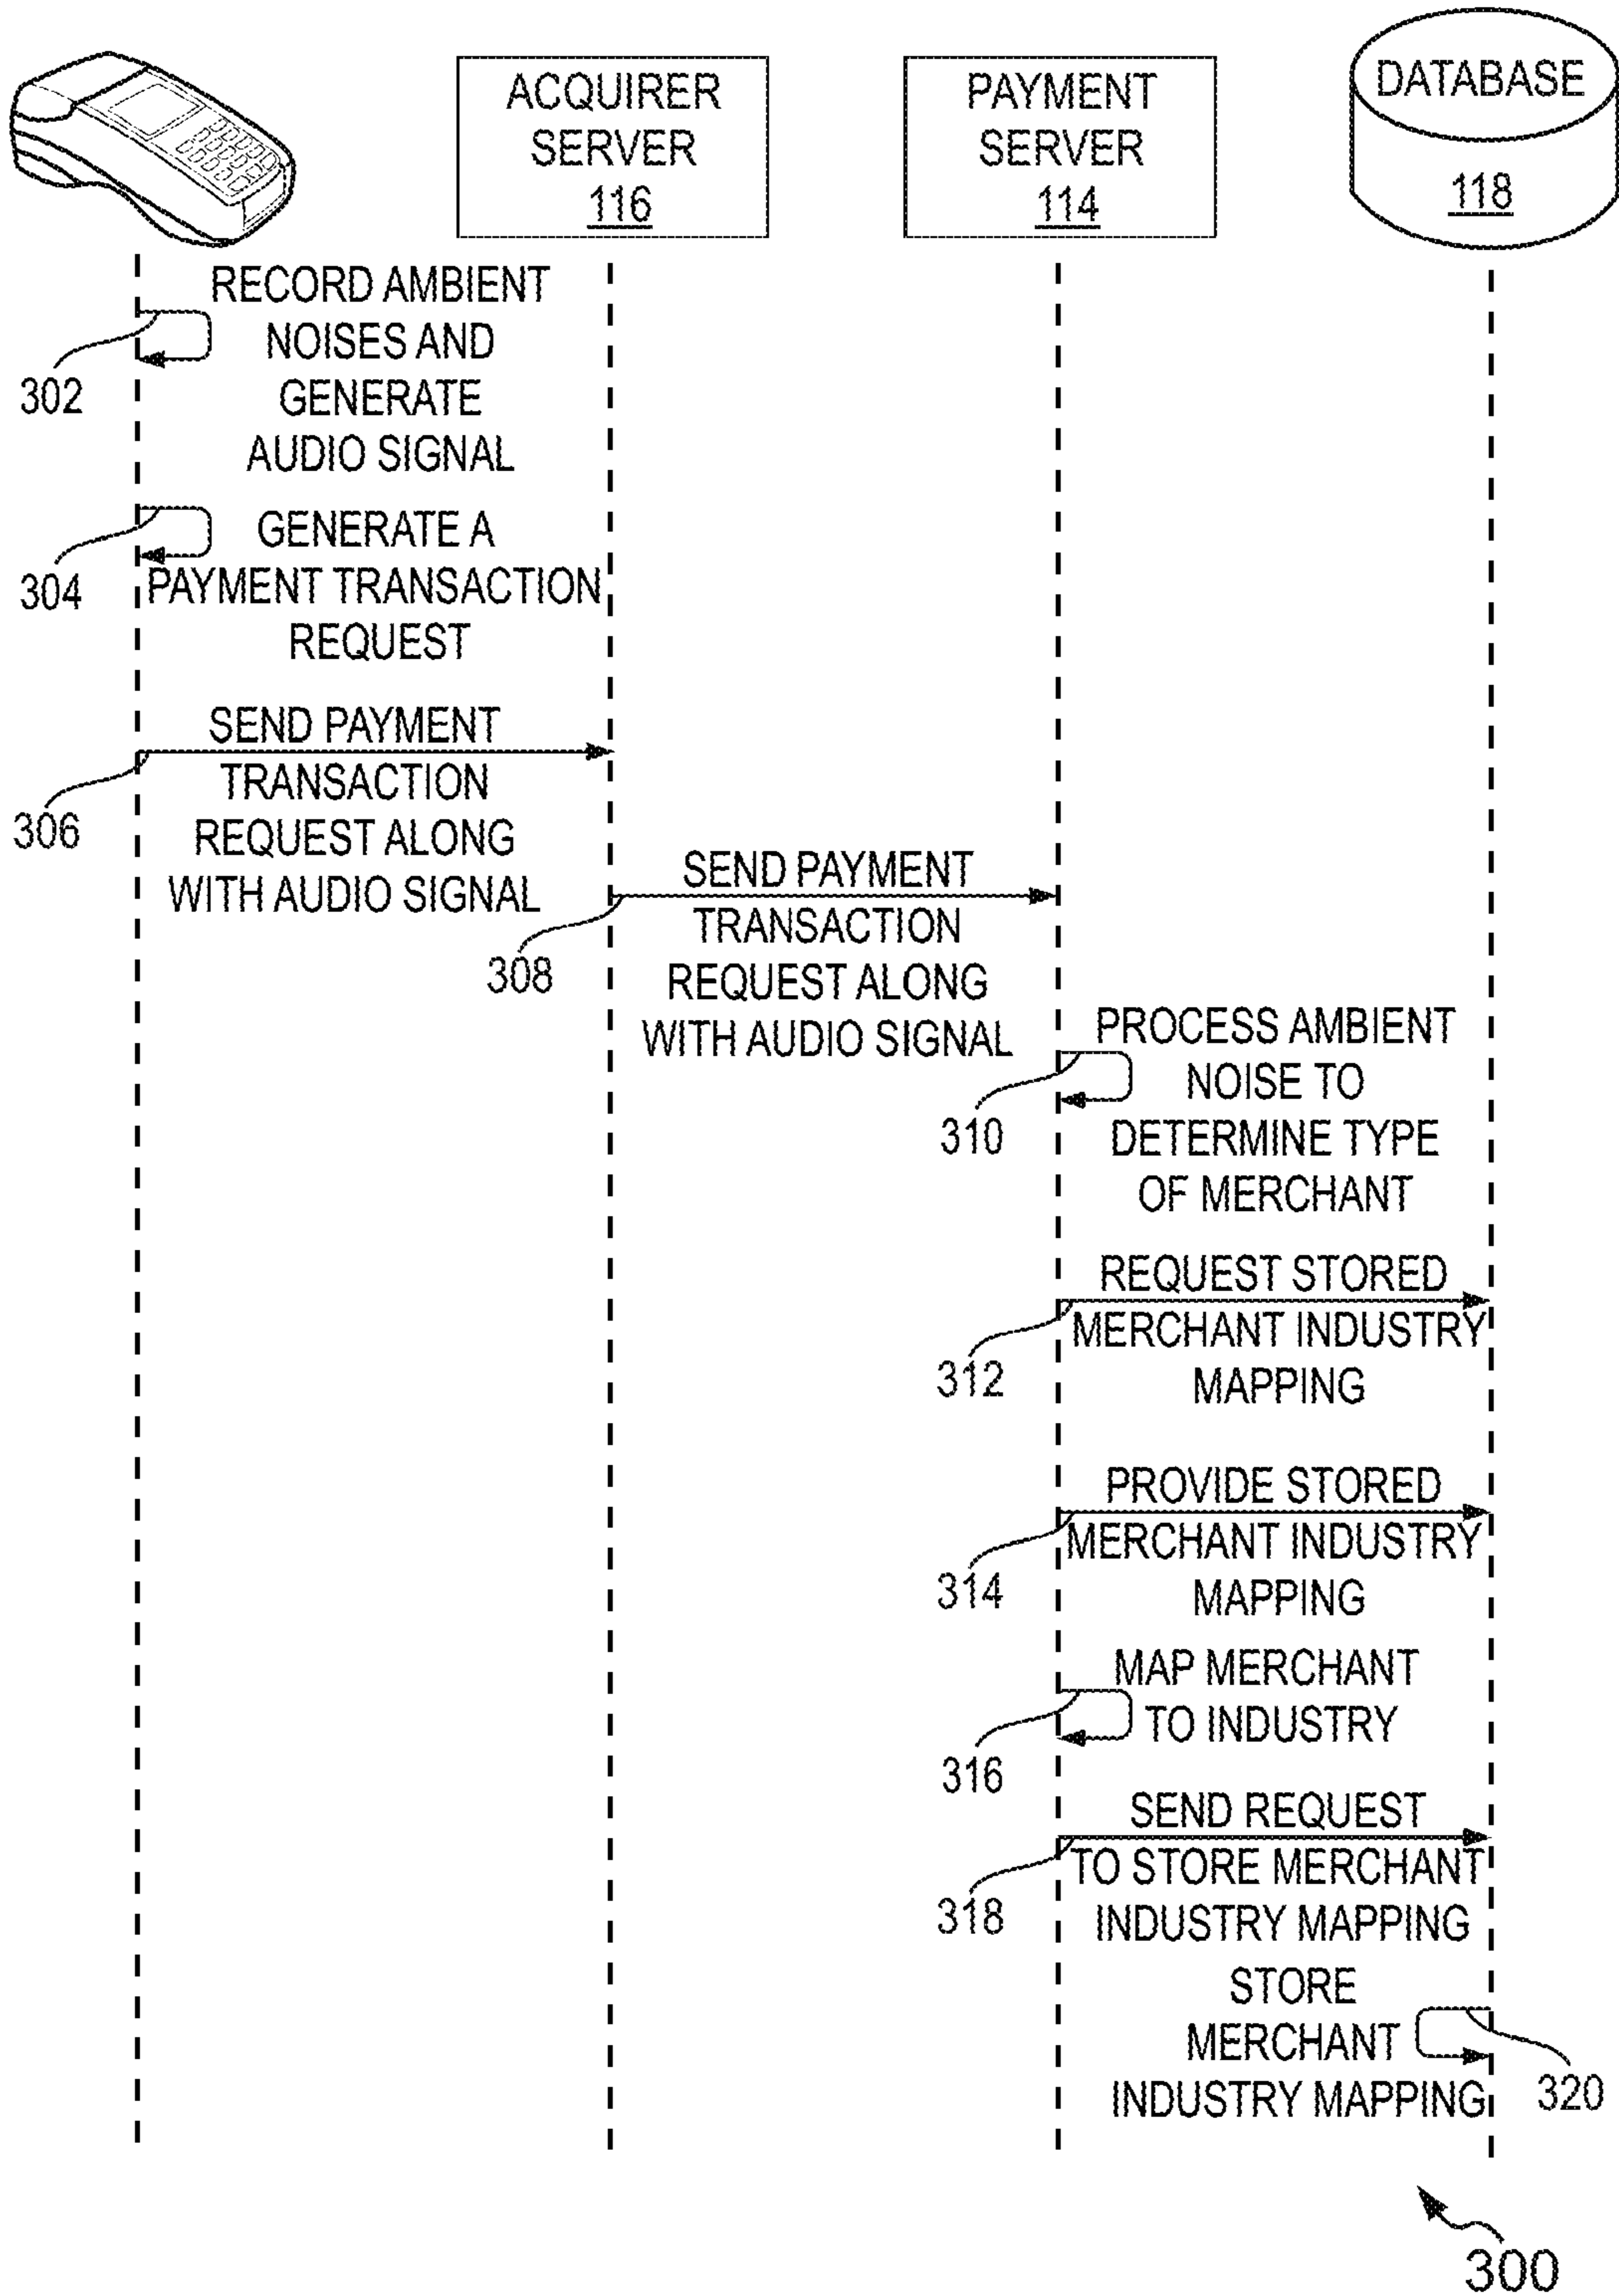 ACQUIRER
SERVER
116
PAYMENT
SERVER
114
DATABASE
118
RECORD AMBIENT
NOISES AND
GENERATE
AUDIO SIGNAL
302
GENERATE A
PAYMENT TRANSACTION
REQUEST
304
SEND PAYMENT
TRANSACTION
REQUEST ALONG
WITH AUDIO SIGNAL
306
SEND PAYMENT
TRANSACTION
REQUEST ALONG
WITH AUDIO SIGNAL
308
PROCESS AMBIENT
NOISE TO
DETERMINE TYPE
OF MERCHANT
310
REQUEST STORED
MERCHANT INDUSTRY
MAPPING
312
PROVIDE STORED
MERCHANT INDUSTRY
MAPPING
314
MAP MERCHANT
TO INDUSTRY
316
SEND REQUEST
TO STORE MERCHANT
INDUSTRY MAPPING
318
STORE
MERCHANT
INDUSTRY MAPPING
320
300